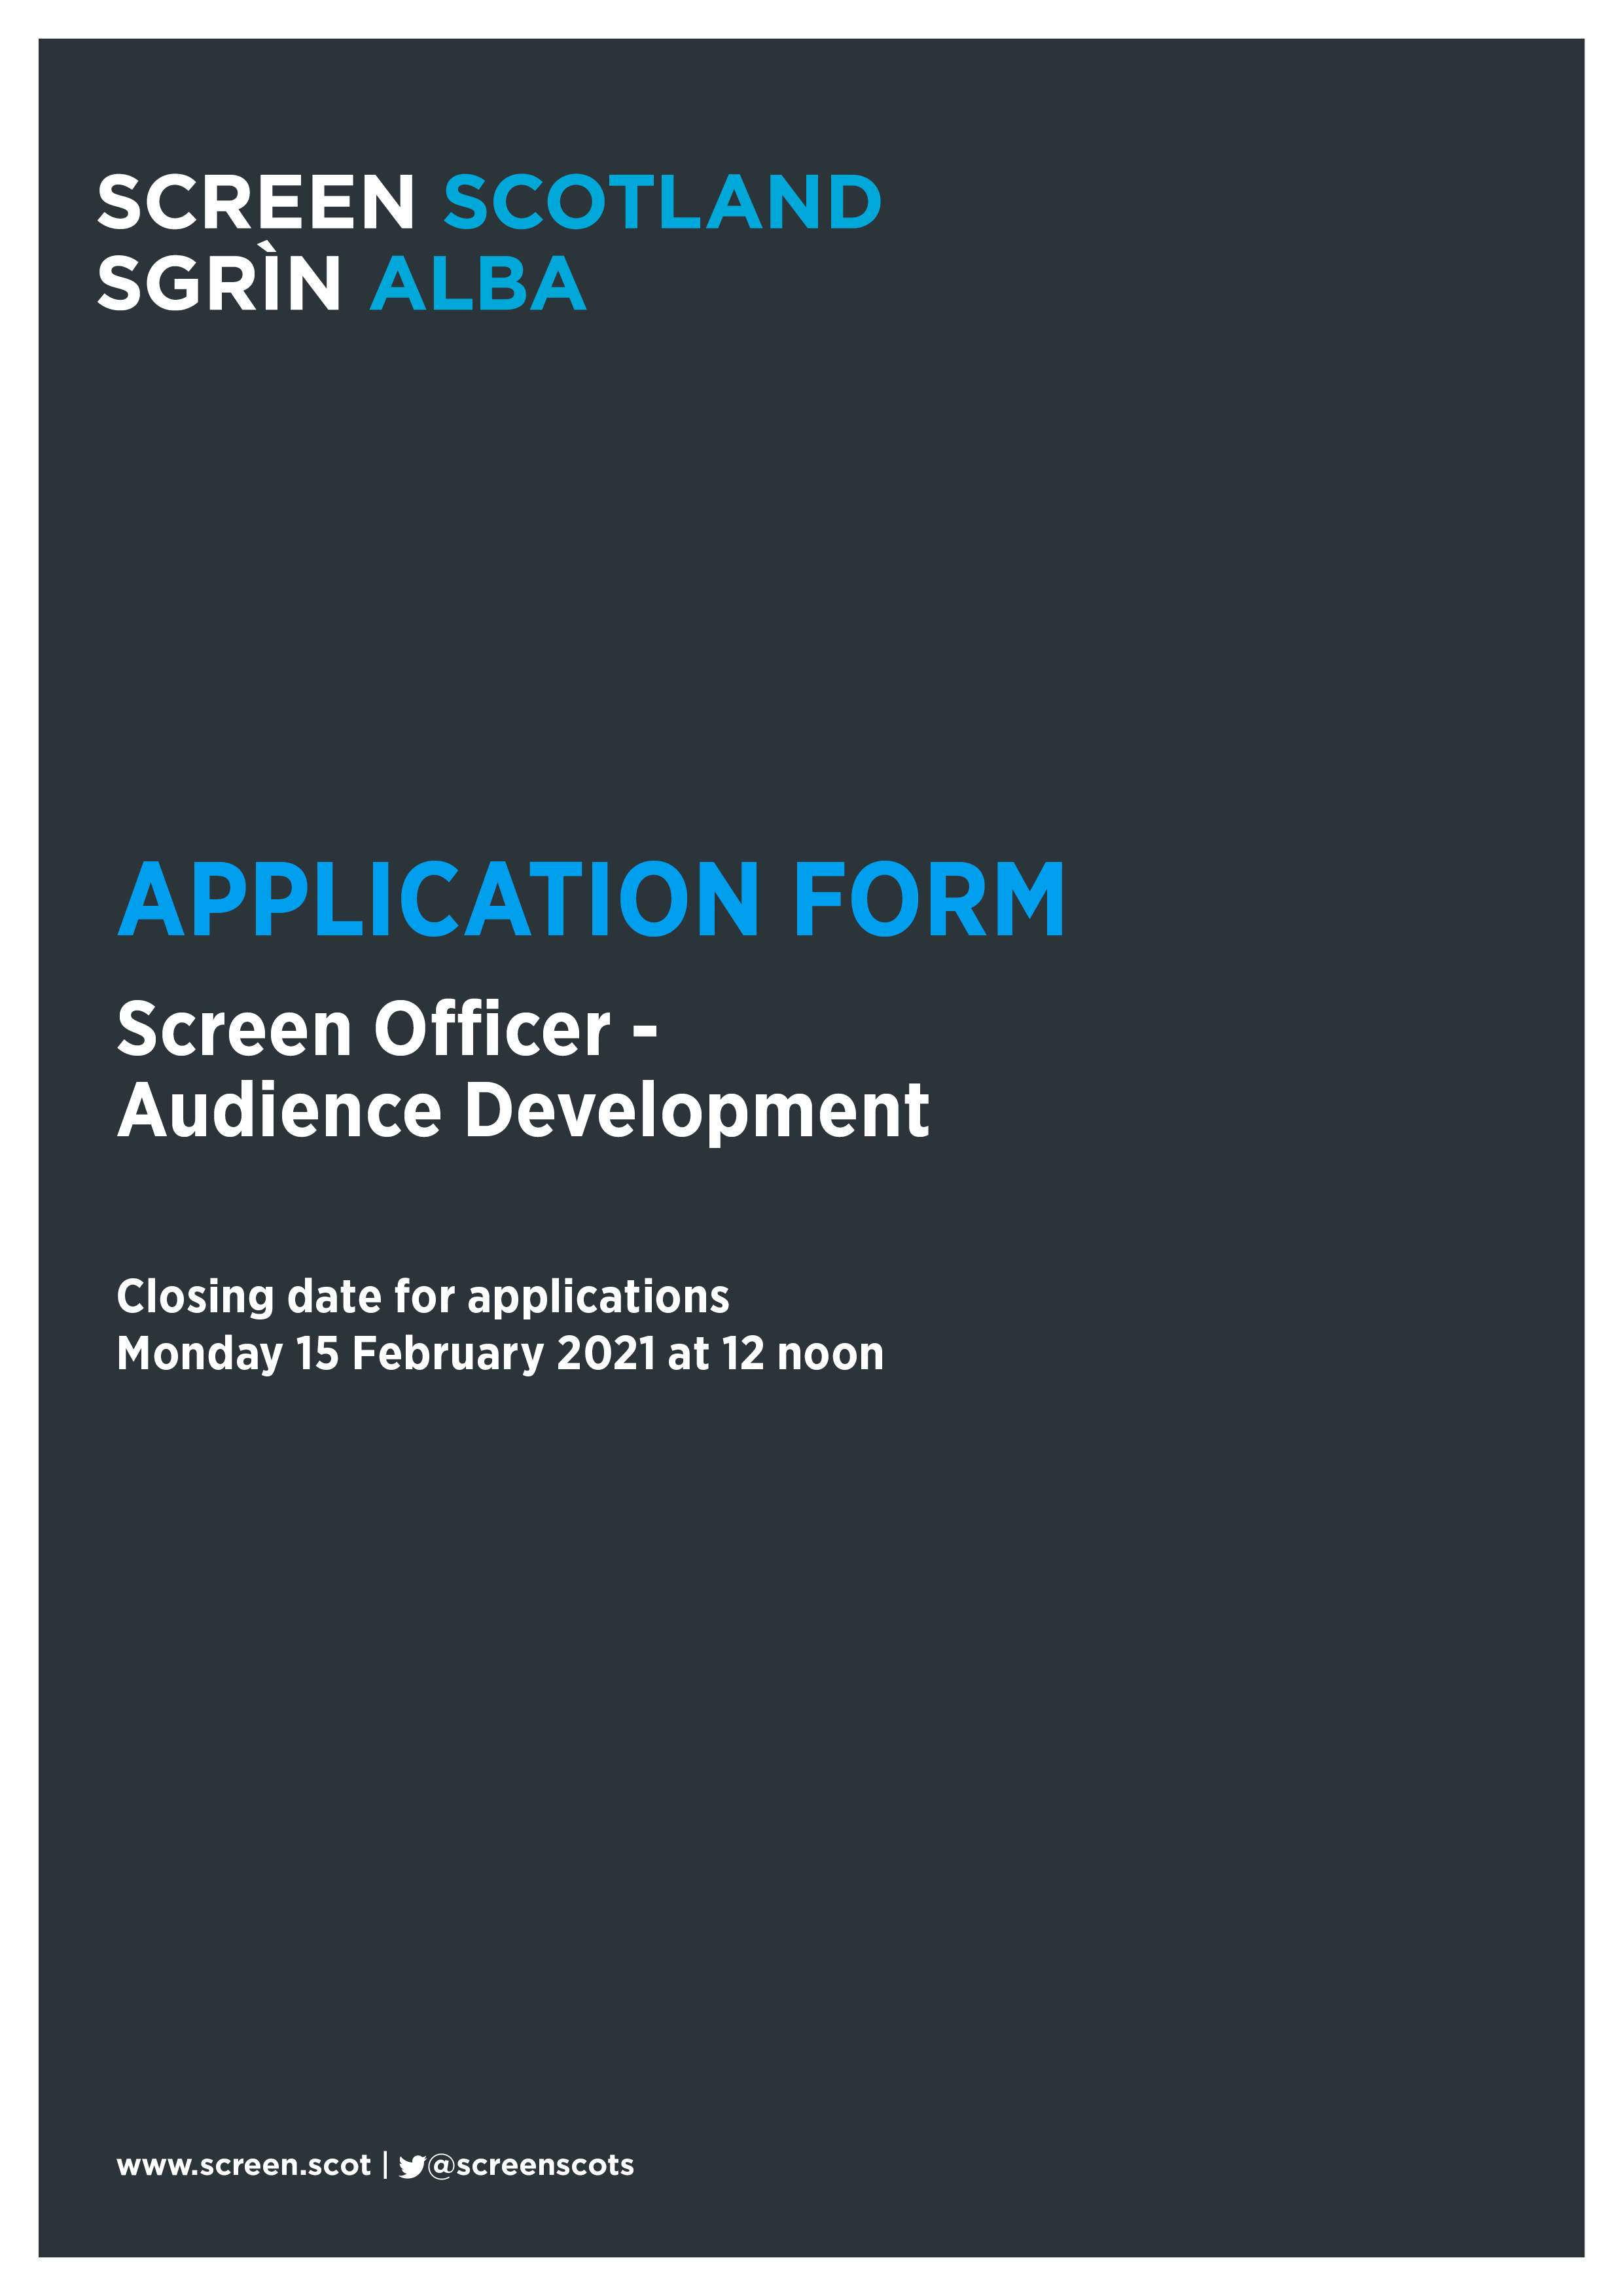 SCREEN SCOTLAND
SGRÌN ALBA
APPLICATION FORM
Screen Officer -
Audience Development
Closing date for applications
Monday 15 February 2021 at 12 noon
www.screen.scot | @screenscots